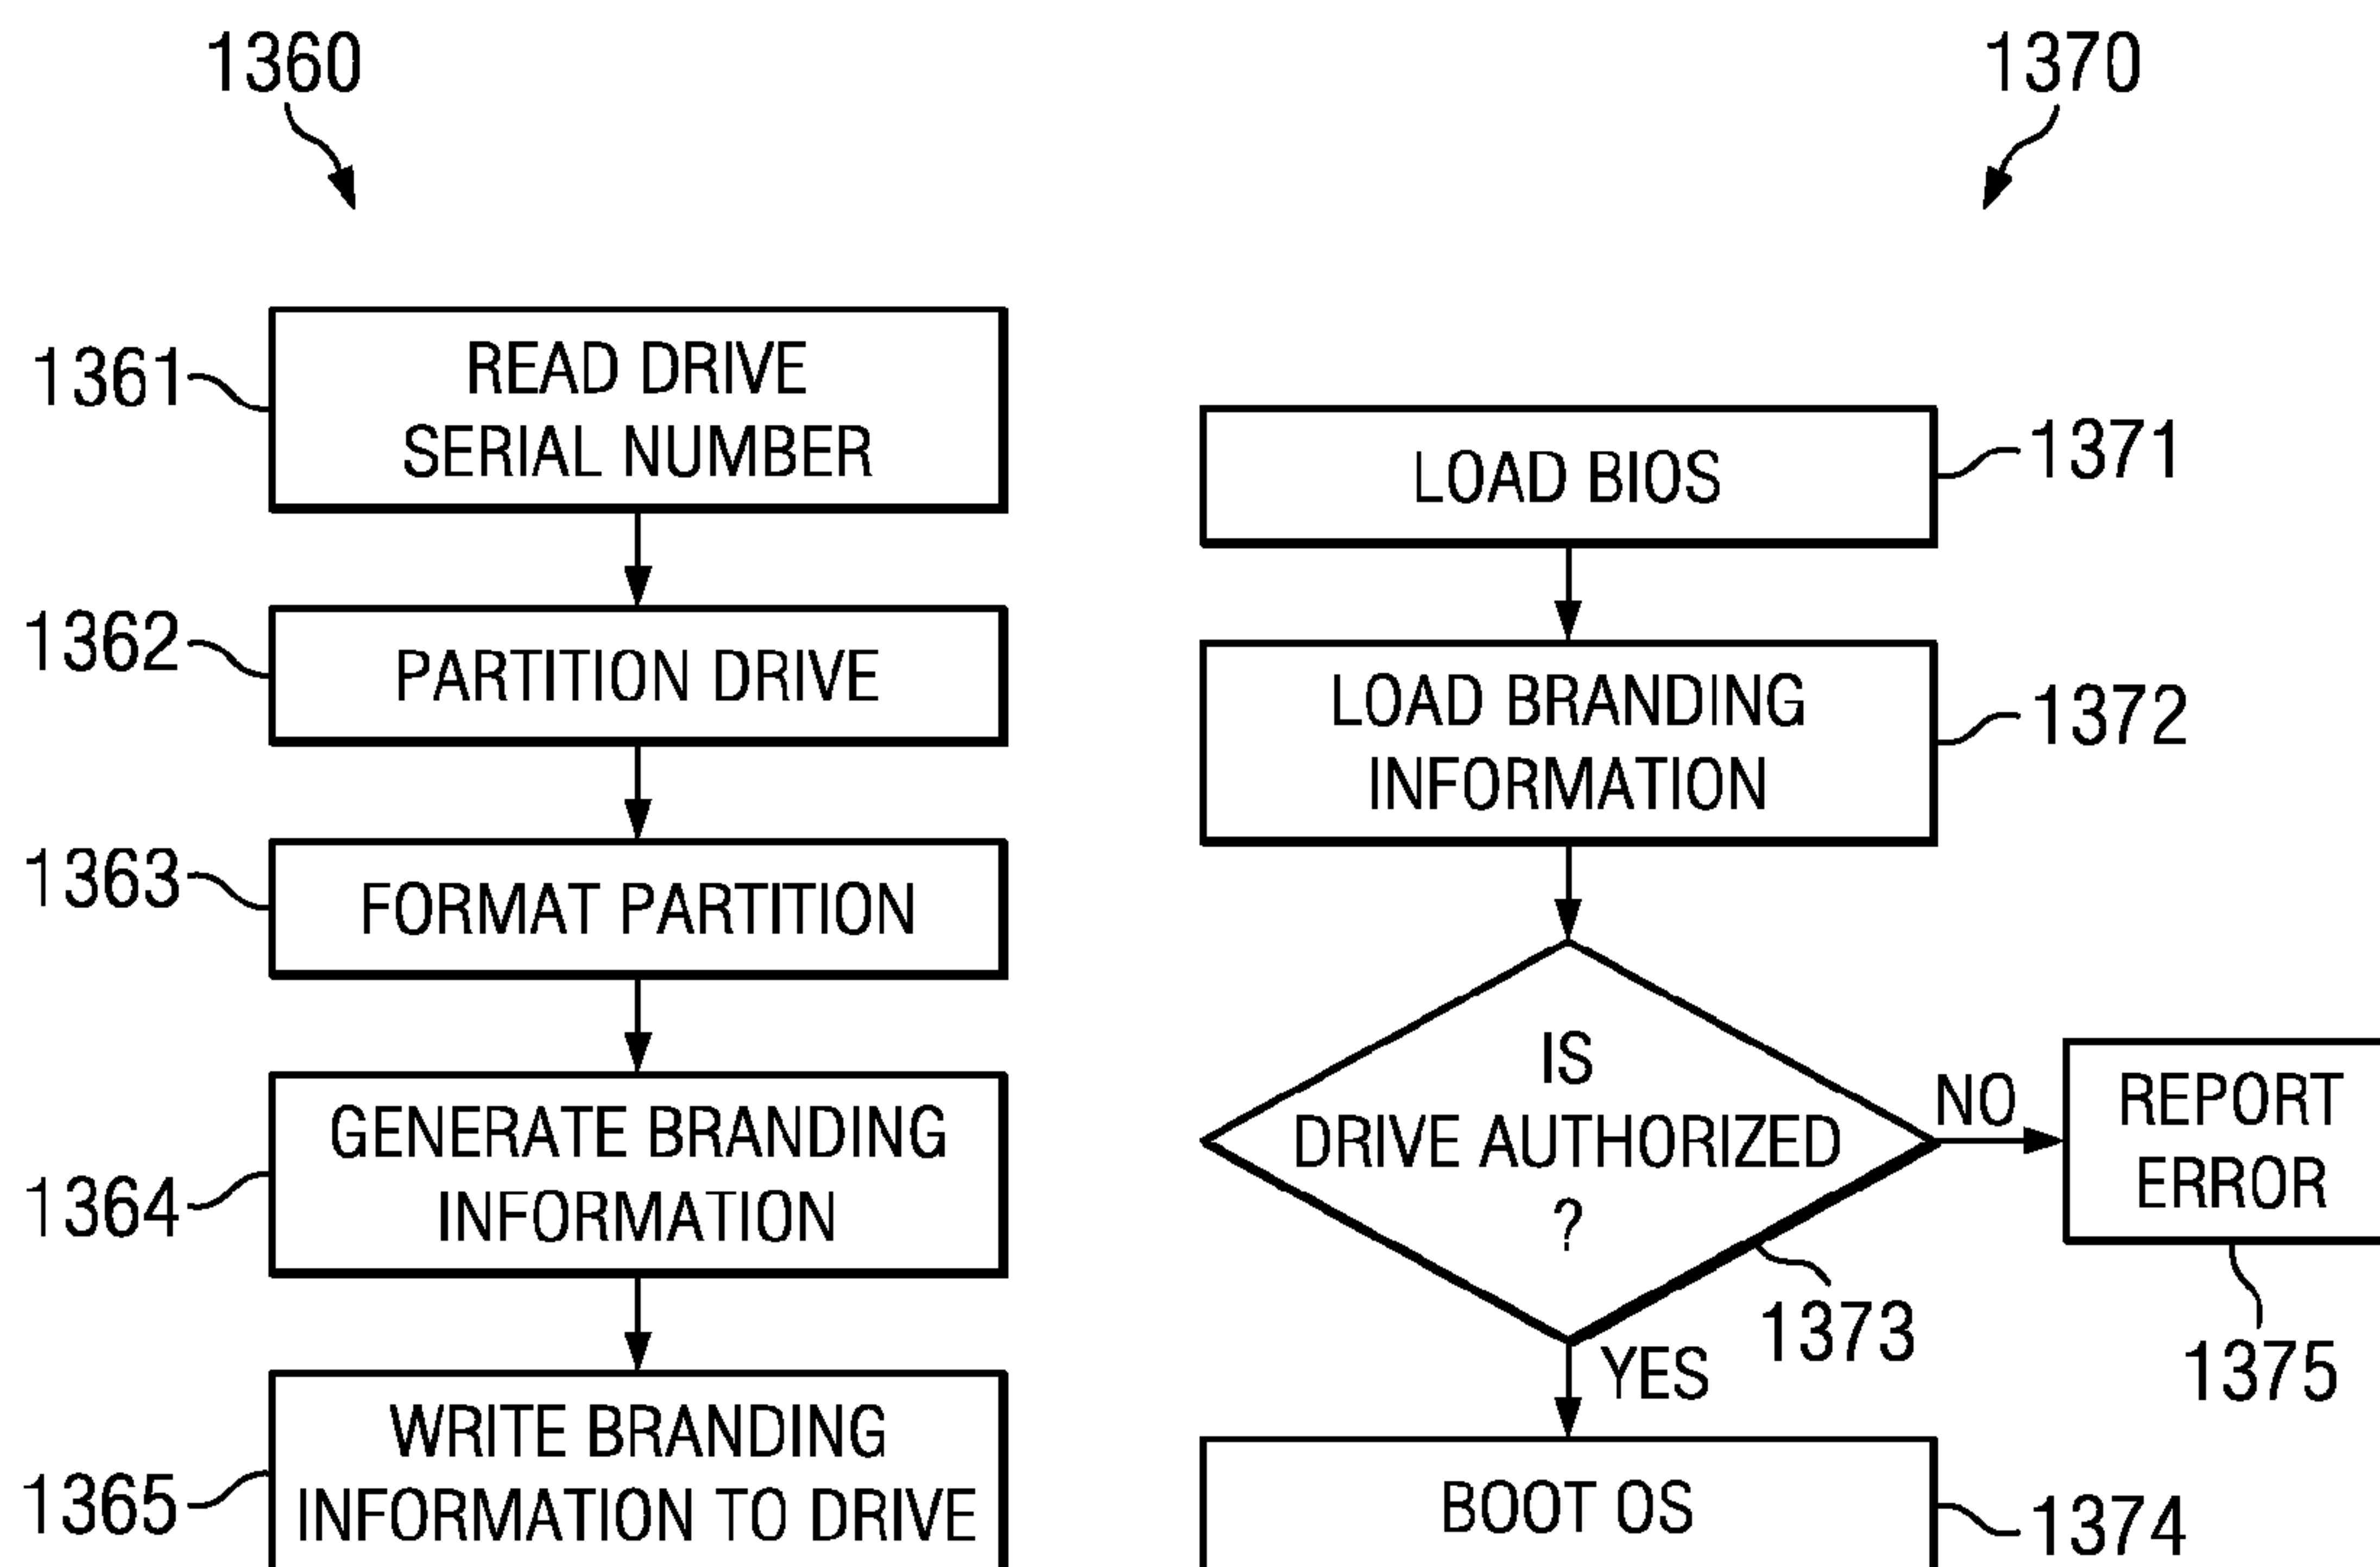 1360
1361
READ DRIVE
SERIAL NUMBER
1362
PARTITION DRIVE
1363
FORMAT PARTITION
1364
GENERATE BRANDING
INFORMATION
1365
WRITE BRANDING
INFORMATION TO DRIVE
1370
LOAD BIOS
1371
LOAD BRANDING
INFORMATION
1372
IS
DRIVE AUTHORIZED
?
1373
NO
REPORT
ERROR
1375
YES
BOOT OS
1374